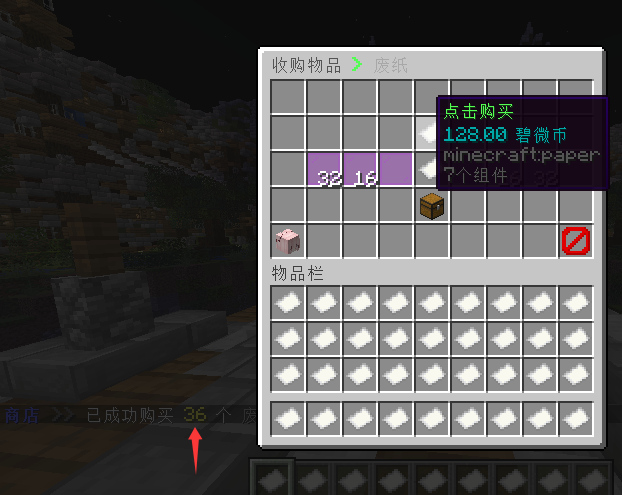 收购物品 > 废纸
点击购买
128.00 碧微币
minecraft:paper
7个组件
32 16
物品栏
商店 >> 已成功购买 36 个 废